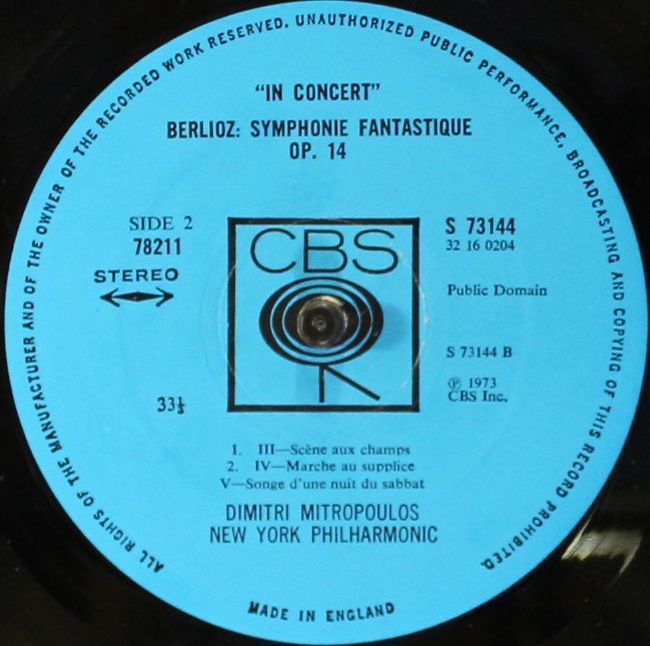 ALL RIGHTS OF THE MANUFACTURER AND OF THE OWNER OF THE RECORDED WORK RESERVED. UNAUTHORIZED PUBLIC PERFORMANCE, BROADCASTING AND COPYING OF THIS RECORD PROHIBITED.
"IN CONCERT"
BERLIOZ: SYMPHONIE FANTASTIQUE
OP. 14
SIDE 2
78211
STEREO
33⅓
CBS
S 73144
32 16 0204
Public Domain
S 73144 B
Ⓟ 1973
CBS Inc.
1. III—Scène aux champs
2. IV—Marche au supplice
V—Songe d'une nuit du sabbat
DIMITRI MITROPOULOS
NEW YORK PHILHARMONIC
MADE IN ENGLAND